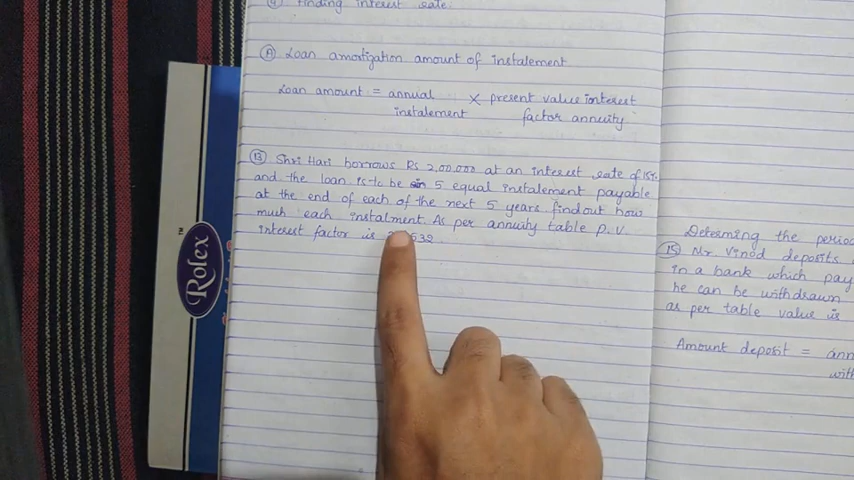 Finding interest rate.
(A) Loan amortization amount of instalement
Loan amount = annual instalement × present value interest factor annuity
(13) Shri Hari borrows Rs 2,00,000 at an interest rate of 15%
and the loan is to be 5 equal instalement payable
at the end of each of the next 5 years. find out how
much each instalment. As per annuity table P.V
interest factor is
Rolex
Determing the period
(15) Mr Vinod deposits
in a bank which pay
he can be withdrawn
as per table value is
Amount deposit =